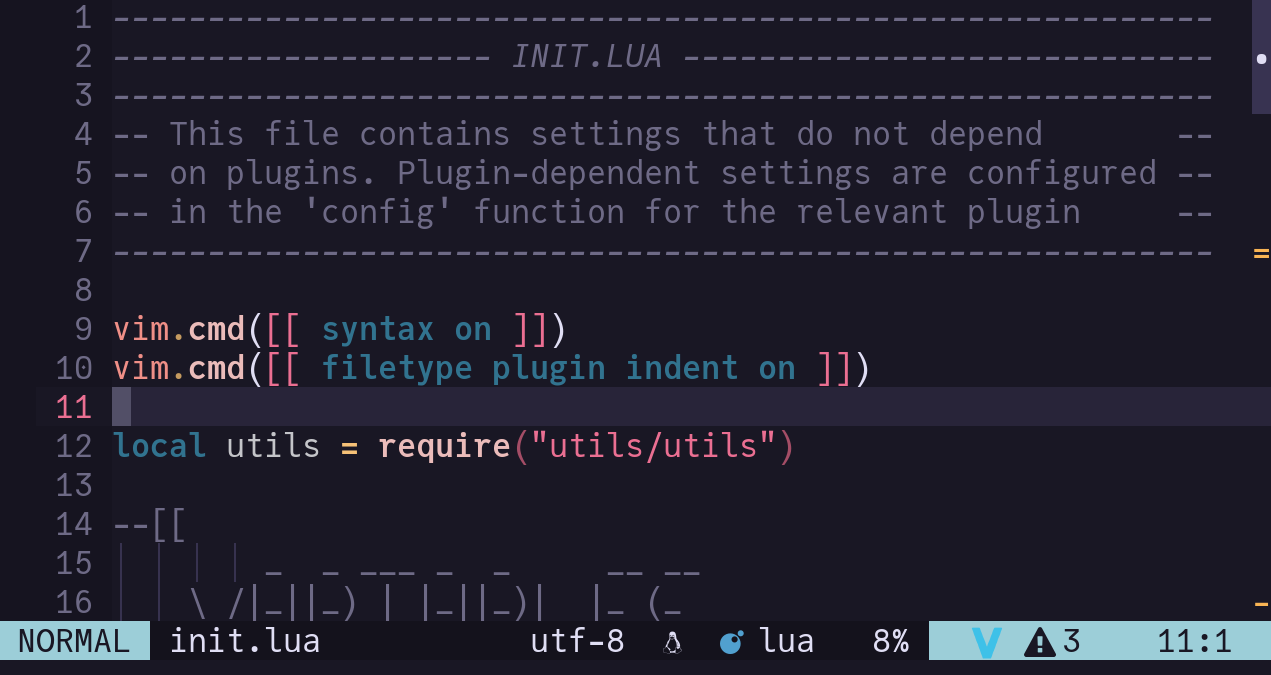 1 -----------------------------------------------------------
2 -------------------- INIT.LUA -----------------------------
3 -----------------------------------------------------------
4 -- This file contains settings that do not depend       --
5 -- on plugins. Plugin-dependent settings are configured --
6 -- in the 'config' function for the relevant plugin     --
7 -----------------------------------------------------------
8
9 vim.cmd([[ syntax on ]])
10 vim.cmd([[ filetype plugin indent on ]])
11
12 local utils = require("utils/utils")
13
14 --[[
15         _  _ ___ _  _     __ __
16     \ /|_||_) | |_||_)|  |_ (_
NORMAL init.lua utf-8 lua 8% 3 11:1